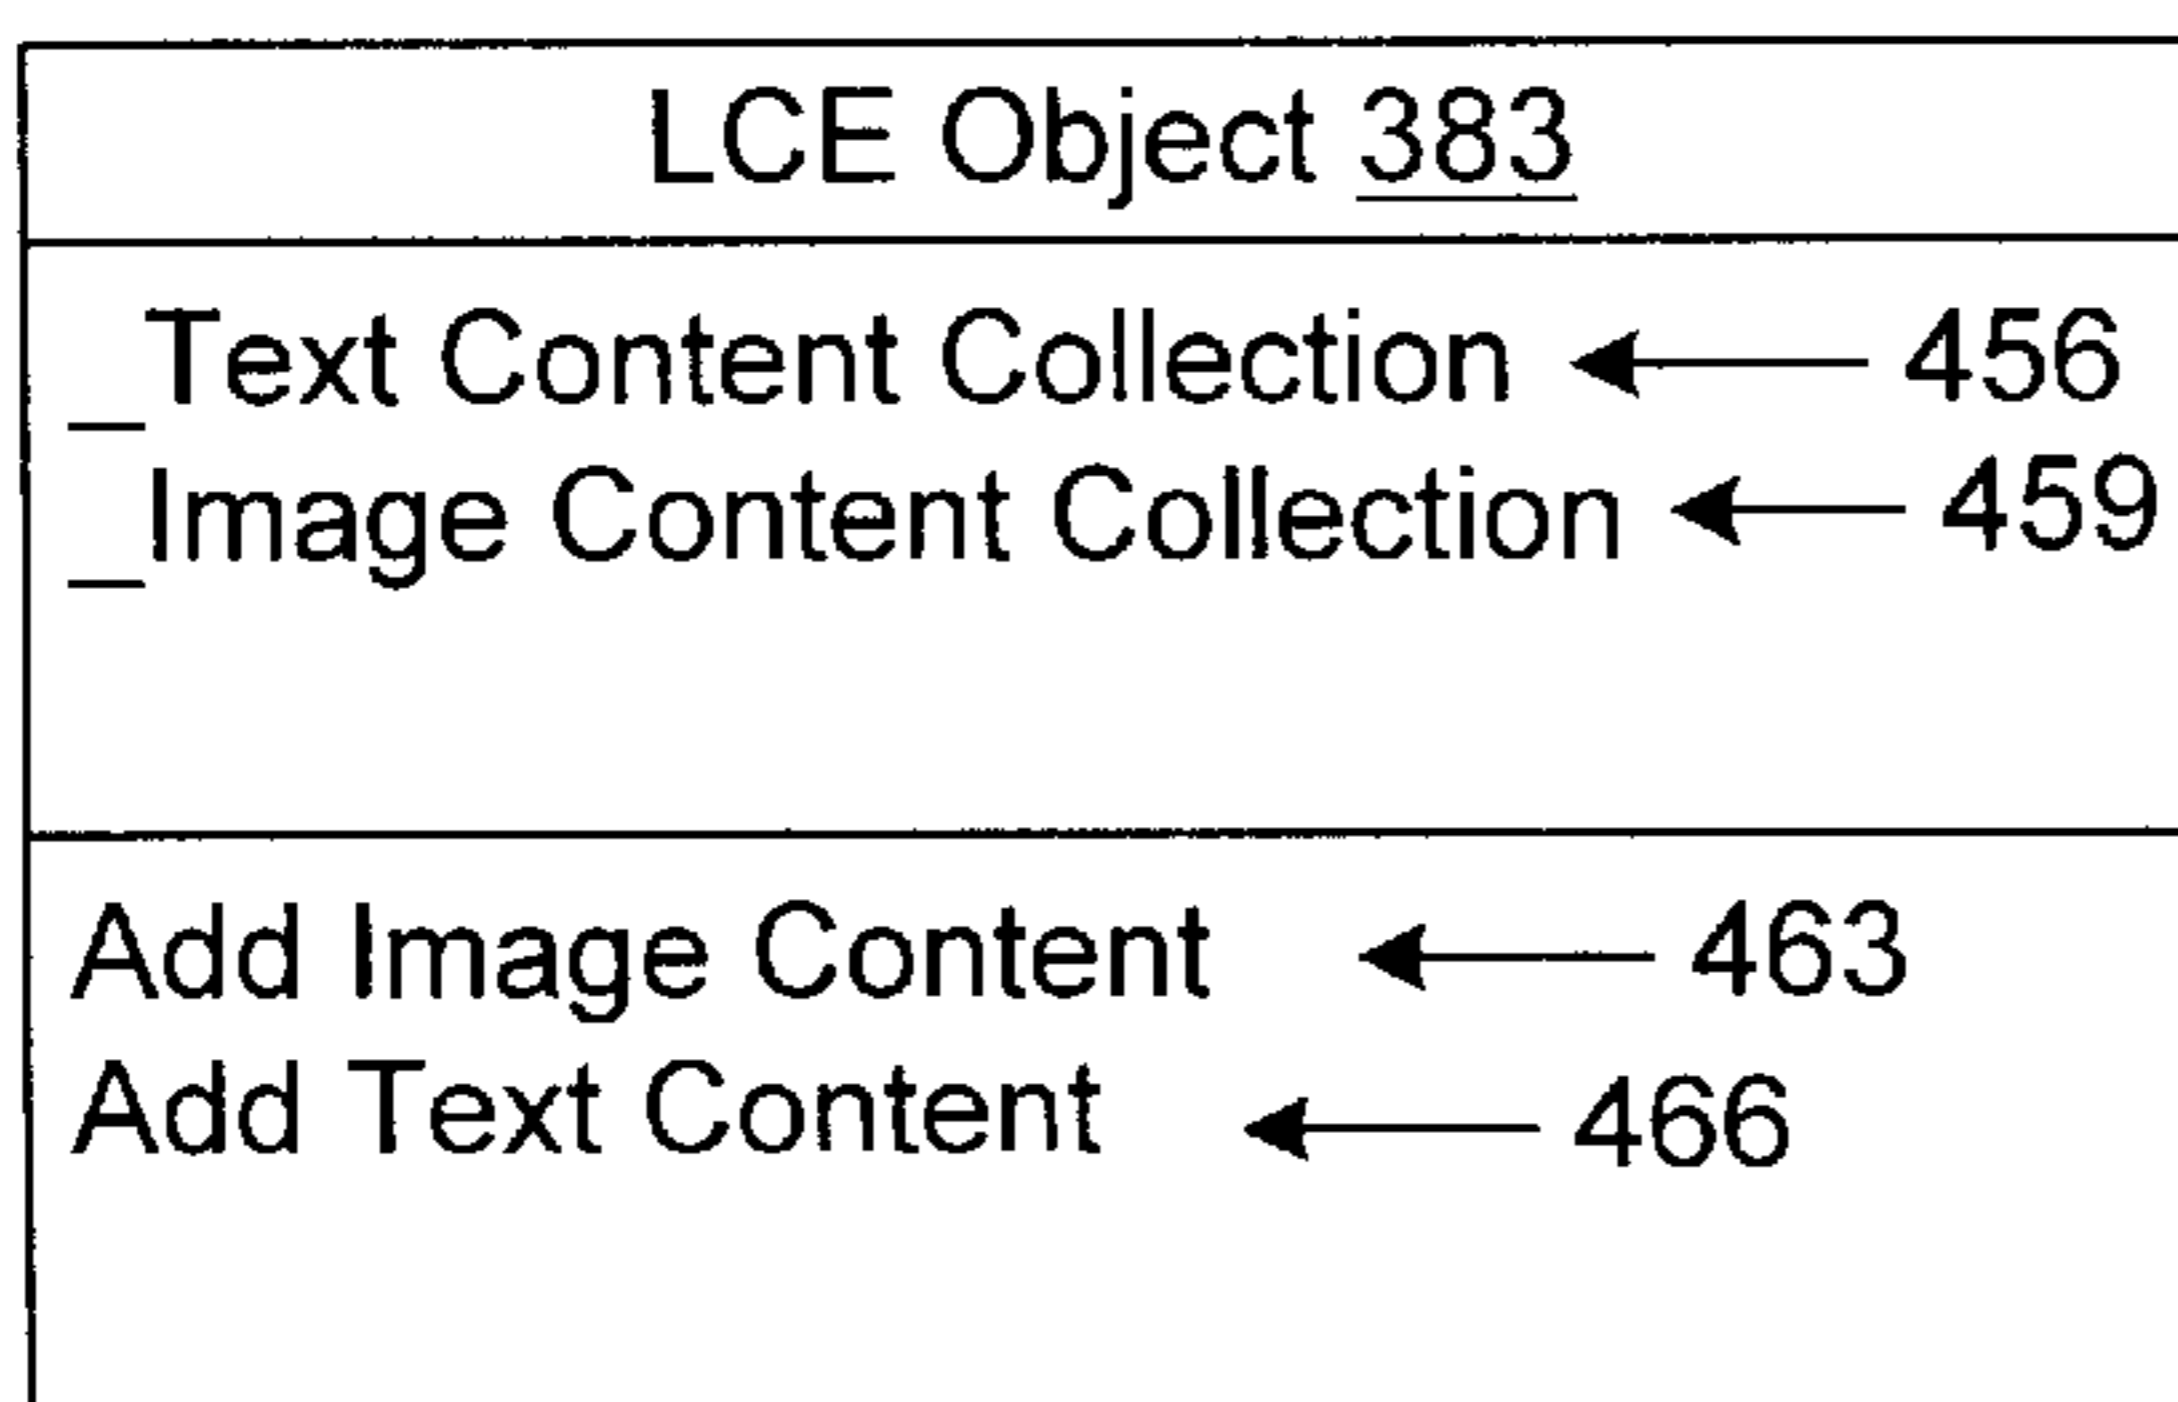 LCE Object 383
_Text Content Collection 456
_Image Content Collection 459
Add Image Content 463
Add Text Content 466